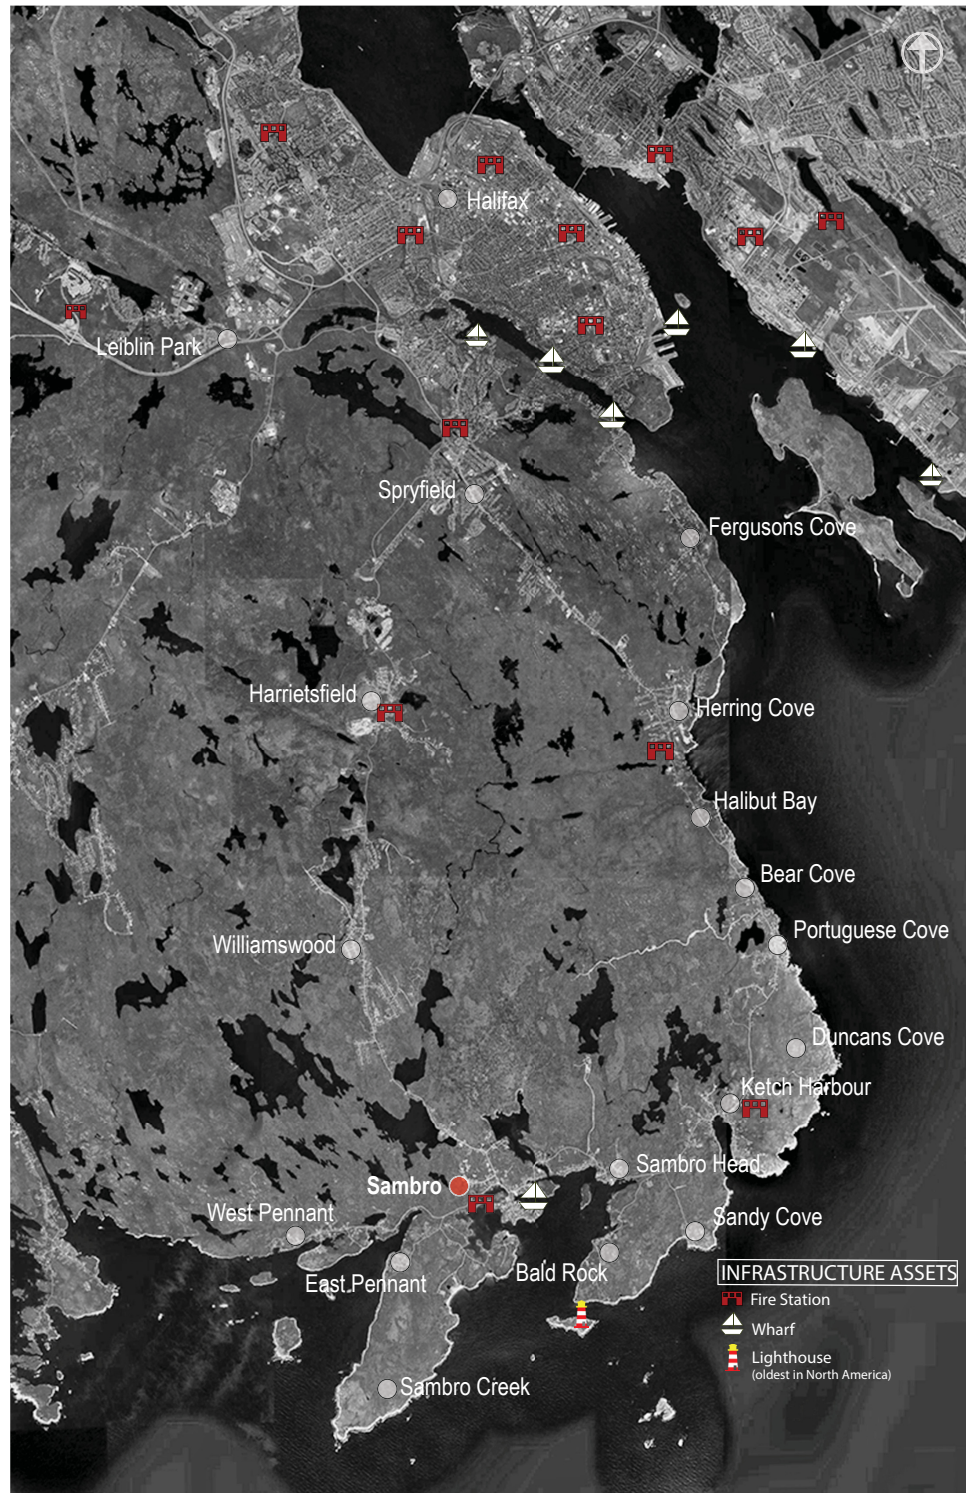 Halifax
Leiblin Park
Spryfield
Fergusons Cove
Harrietsfield
Herring Cove
Halibut Bay
Bear Cove
Portuguese Cove
Williamswood
Duncans Cove
Ketch Harbour
Sambro Head
Sambro
West Pennant
Sandy Cove
East Pennant
Bald Rock
INFRASTRUCTURE ASSETS
Fire Station
Wharf
Lighthouse
(oldest in North America)
Sambro Creek